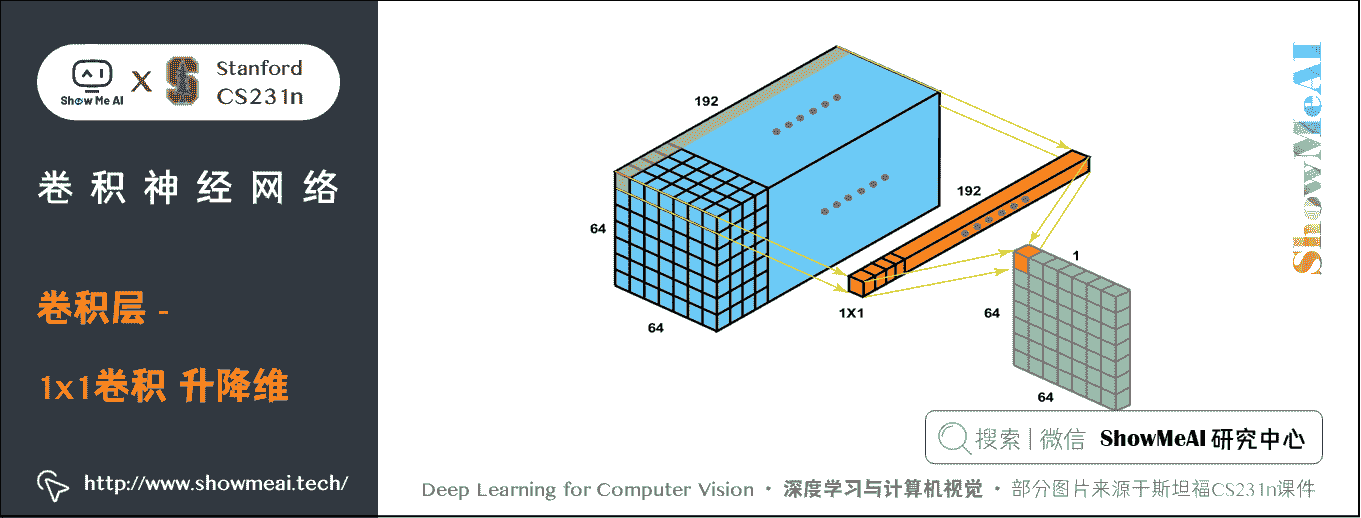 Show Me AI
X
Stanford
CS231n
卷积神经网络
卷积层 -
1x1卷积 升降维
http://www.showmeai.tech/
192
64
64
192
1X1
1
64
64
ShowMeAI
搜索 | 微信 ShowMeAI 研究中心
Deep Learning for Computer Vision · 深度学习与计算机视觉 · 部分图片来源于斯坦福CS231n课件